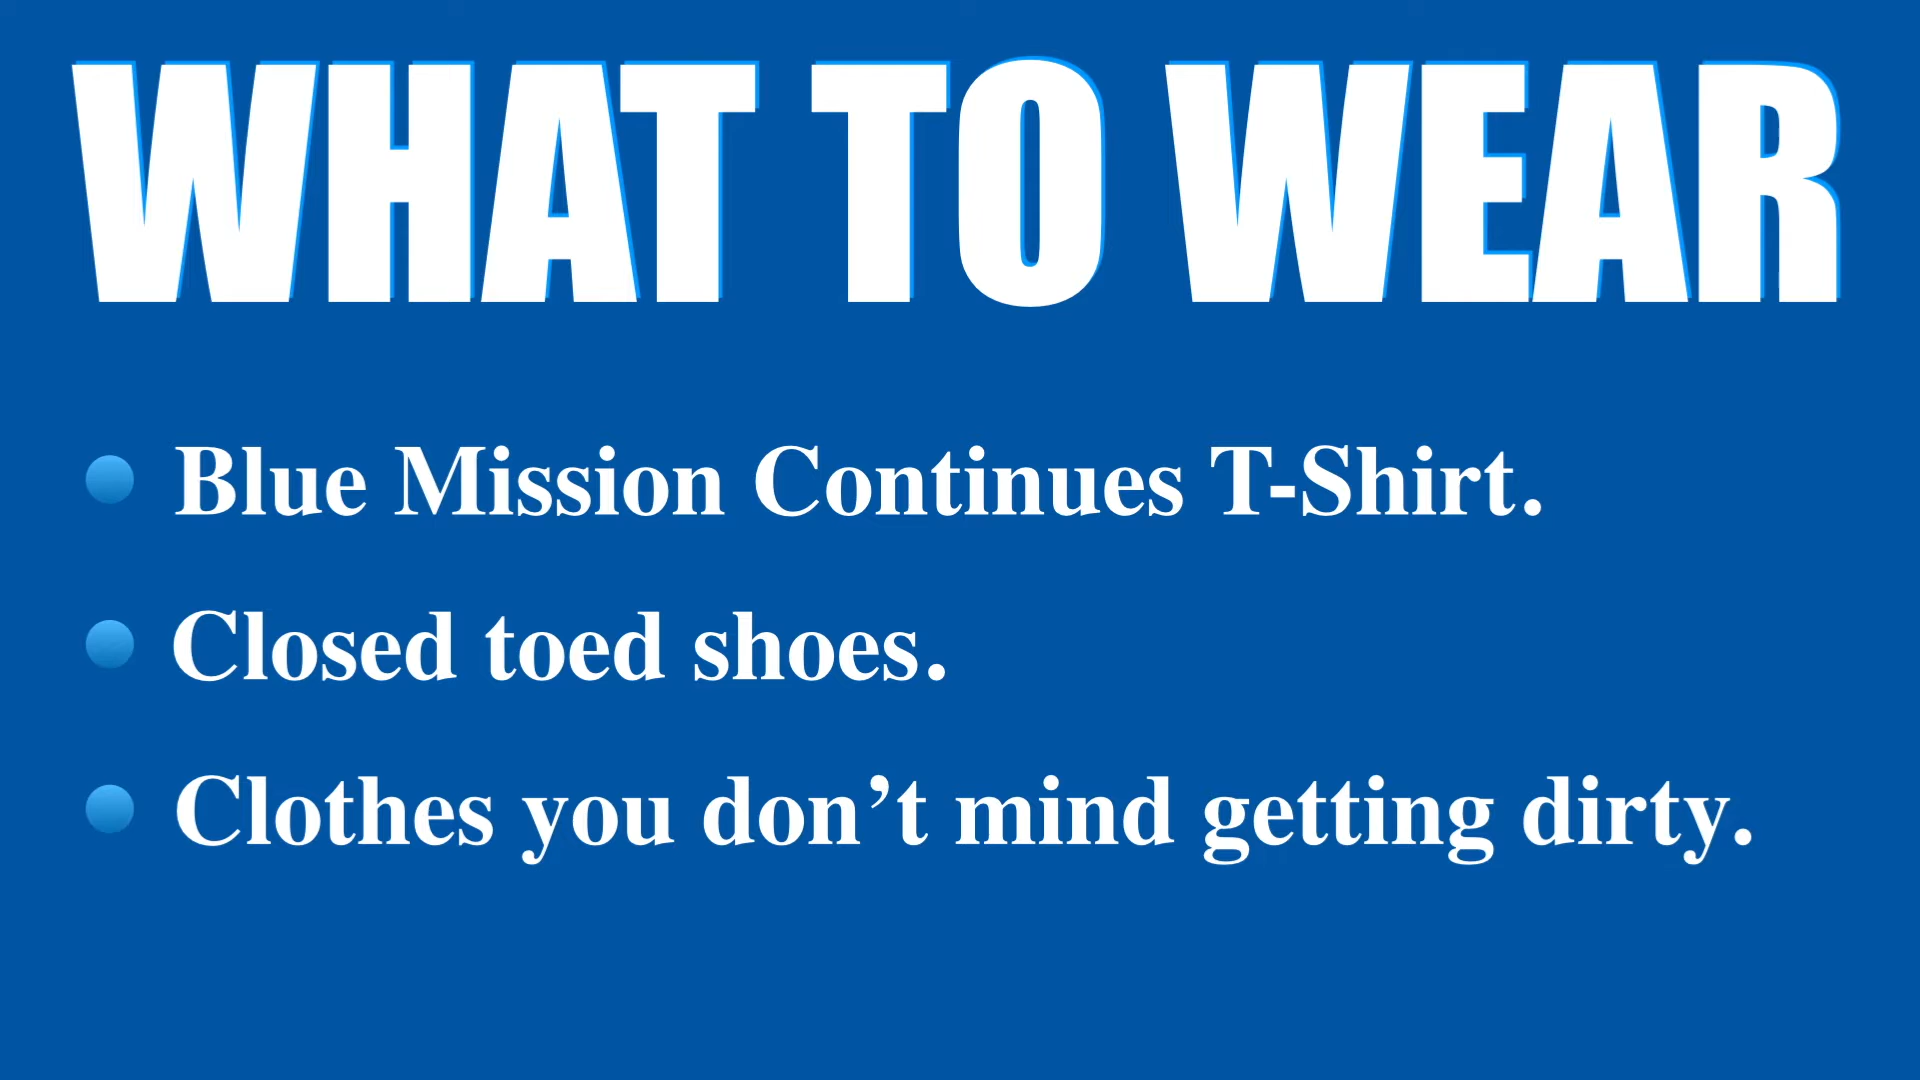 WHAT TO WEAR
Blue Mission Continues T-Shirt.
Closed toed shoes.
Clothes you don’t mind getting dirty.